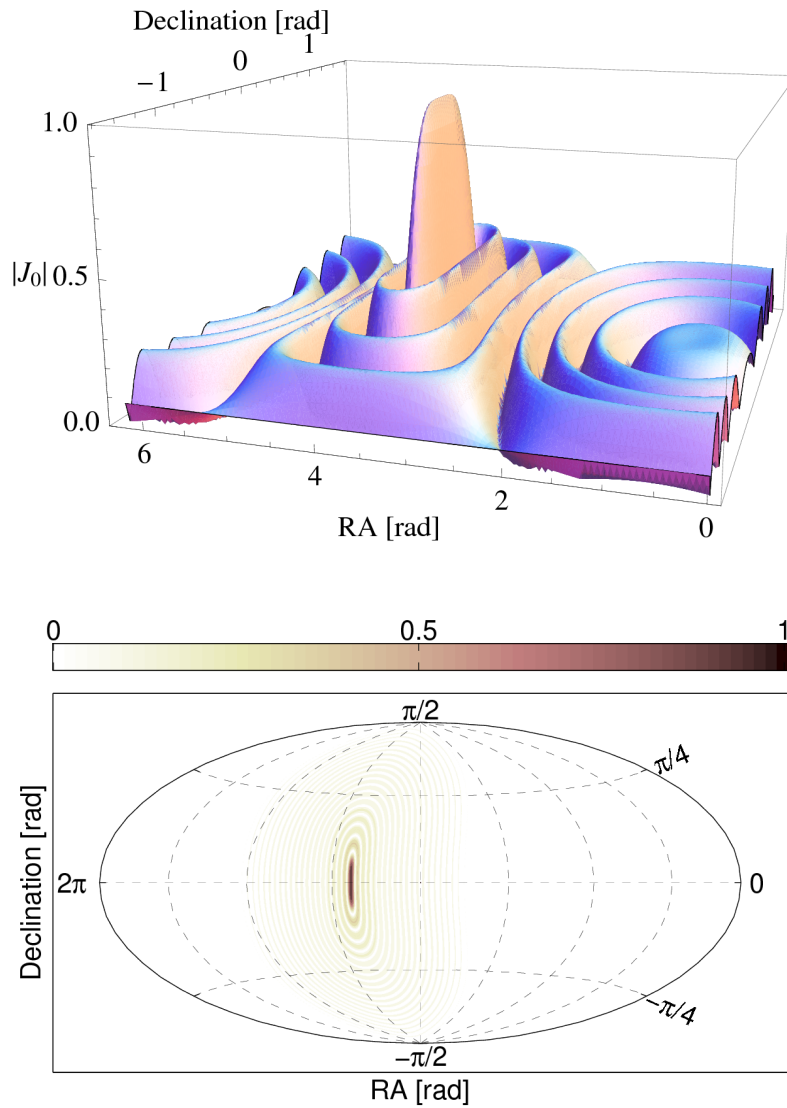 Declination [rad]
−1 0 1
1.0
|J₀| 0.5
0.0
6 4 2 0
RA [rad]
0 0.5 1
π/2
π/4
Declination [rad]
2π 0
−π/4
−π/2
RA [rad]